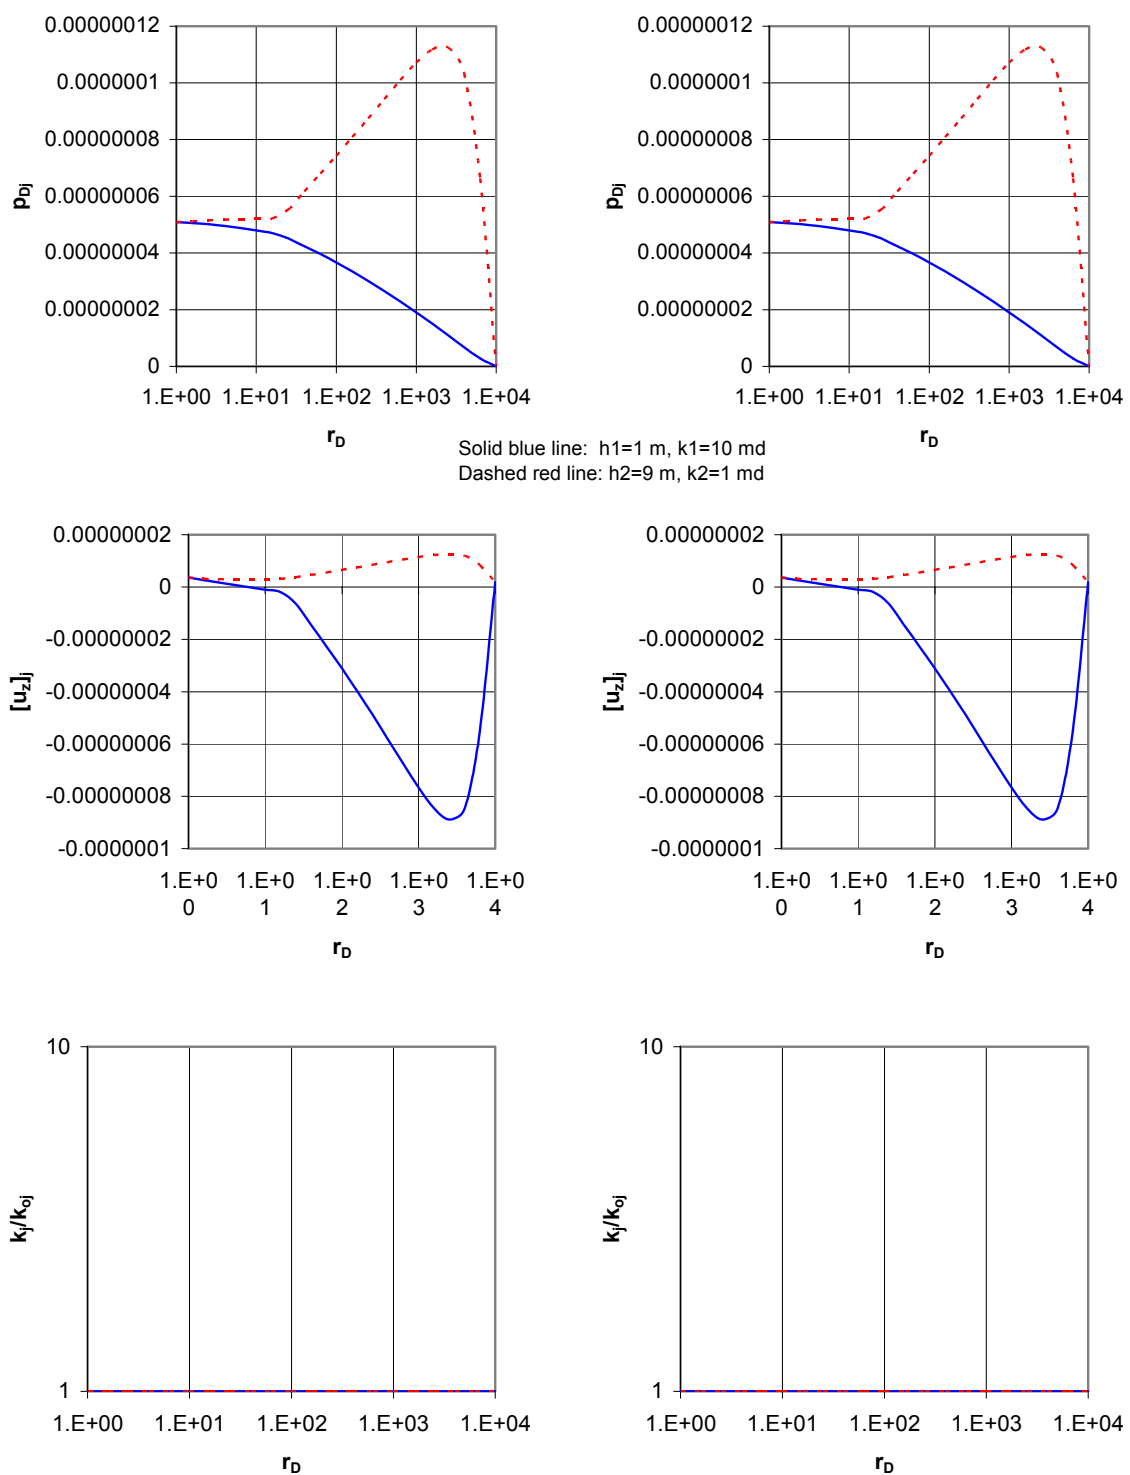 0.00000012
0.0000001
0.00000008
0.00000006
0.00000004
0.00000002
0
pDj
1.E+00 1.E+01 1.E+02 1.E+03 1.E+04
rD
0.00000012
0.0000001
0.00000008
0.00000006
0.00000004
0.00000002
0
pDj
1.E+00 1.E+01 1.E+02 1.E+03 1.E+04
rD
Solid blue line: h1=1 m, k1=10 md
Dashed red line: h2=9 m, k2=1 md
0.00000002
0
-0.00000002
-0.00000004
-0.00000006
-0.00000008
-0.0000001
[uz]j
1.E+0 1.E+0 1.E+0 1.E+0 1.E+0
0 1 2 3 4
rD
0.00000002
0
-0.00000002
-0.00000004
-0.00000006
-0.00000008
-0.0000001
[uz]j
1.E+0 1.E+0 1.E+0 1.E+0 1.E+0
0 1 2 3 4
rD
10
1
kj/koj
1.E+00 1.E+01 1.E+02 1.E+03 1.E+04
rD
10
1
kj/koj
1.E+00 1.E+01 1.E+02 1.E+03 1.E+04
rD